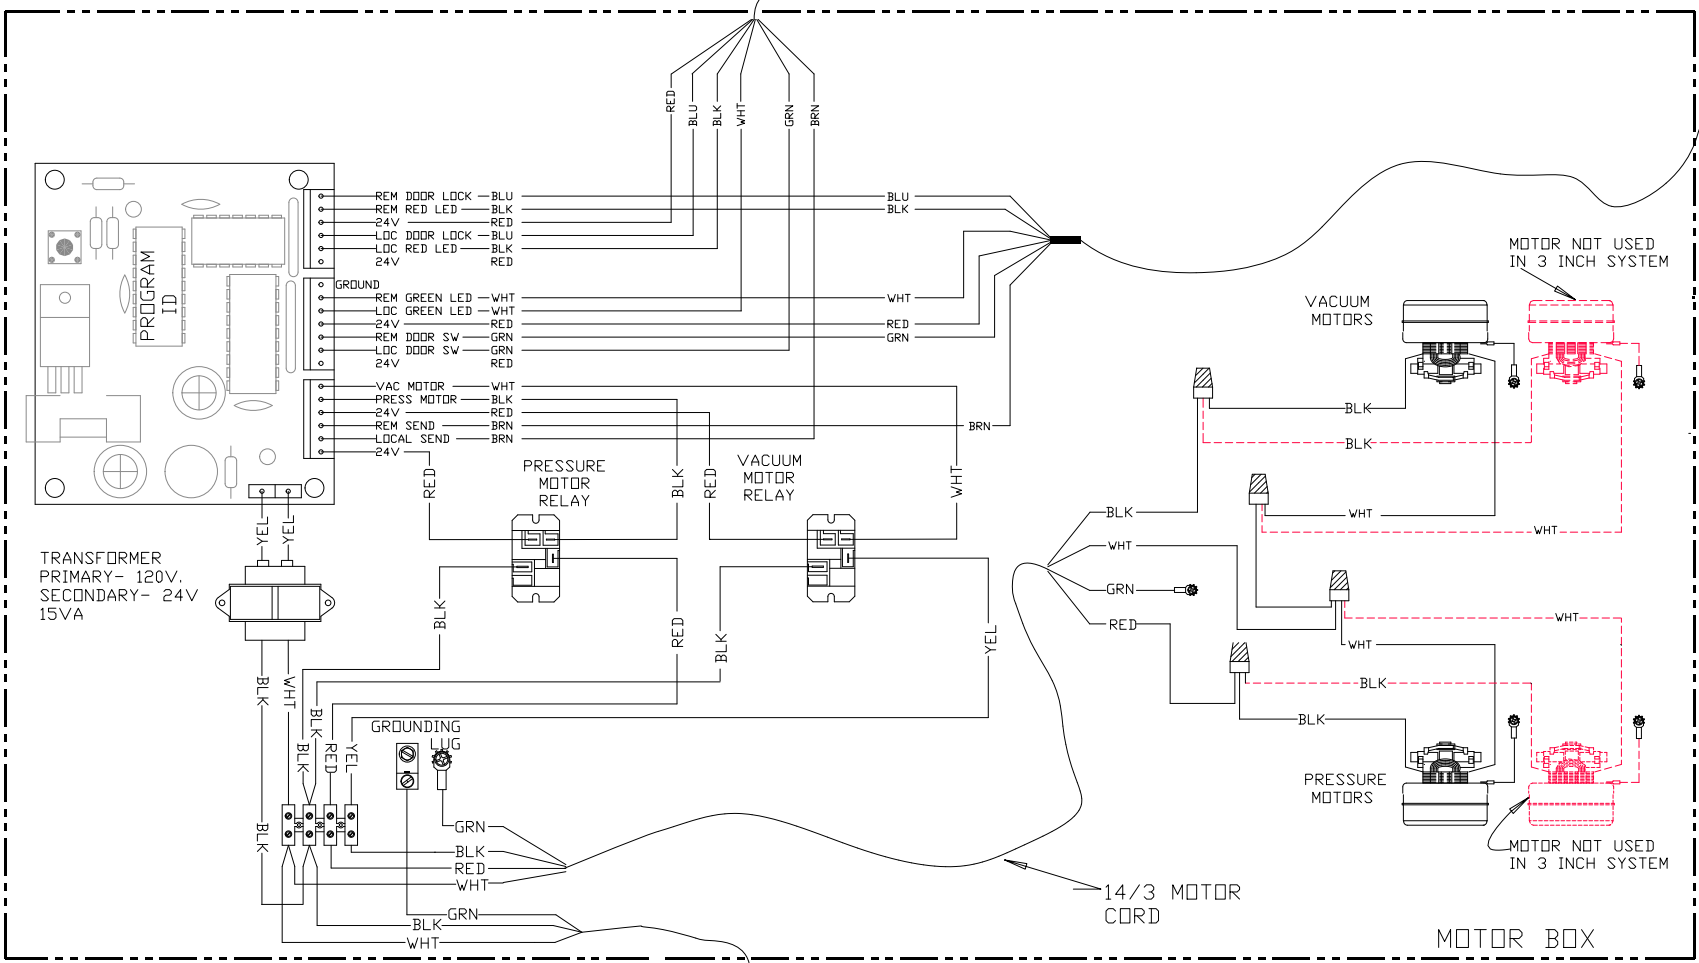 RED
BLU
BLK
WHT
GRN
BRN
REM DOOR LOCK BLU BLU
REM RED LED BLK BLK
24V RED
LOC DOOR LOCK BLU
LOC RED LED BLK
24V RED
GROUND
REM GREEN LED WHT WHT
LOC GREEN LED WHT
24V RED RED
REM DOOR SW GRN GRN
LOC DOOR SW GRN
24V RED
VAC MOTOR WHT
PRESS MOTOR BLK
24V RED
REM SEND BRN BRN
LOCAL SEND BRN
24V
PROGRAM
ID
MOTOR NOT USED
IN 3 INCH SYSTEM
VACUUM
MOTORS
BLK
BLK
WHT
WHT
PRESSURE
MOTOR
RELAY
VACUUM
MOTOR
RELAY
RED
BLK
RED
WHT
YEL
YEL
TRANSFORMER
PRIMARY- 120V.
SECONDARY- 24V
15VA
BLK
RED
BLK
YEL
BLK
WHT
GRN
RED
WHT
WHT
BLK
BLK
BLK
WHT
BLK
BLK
RED
YEL
BLK
GROUNDING
LUG
GRN
BLK
RED
WHT
GRN
BLK
WHT
PRESSURE
MOTORS
MOTOR NOT USED
IN 3 INCH SYSTEM
14/3 MOTOR
CORD
MOTOR BOX